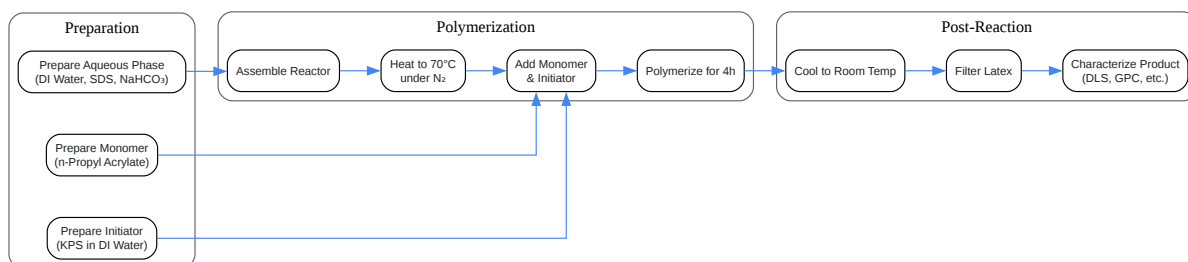 Preparation
Prepare Aqueous Phase
(DI Water, SDS, NaHCO₃)
Prepare Monomer
(n-Propyl Acrylate)
Prepare Initiator
(KPS in DI Water)
Polymerization
Assemble Reactor
Heat to 70°C
under N₂
Add Monomer
& Initiator
Polymerize for 4h
Post-Reaction
Cool to Room Temp
Filter Latex
Characterize Product
(DLS, GPC, etc.)